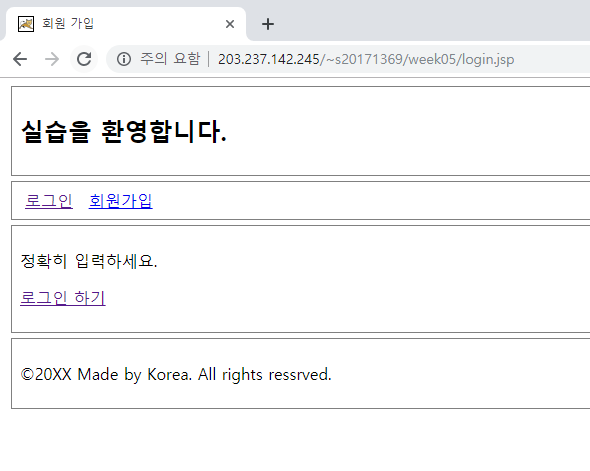 회원 가입
주의 요함 | 203.237.142.245/~s20171369/week05/login.jsp
실습을 환영합니다.
로그인 회원가입
정확히 입력하세요.
로그인 하기
©20XX Made by Korea. All rights ressrved.